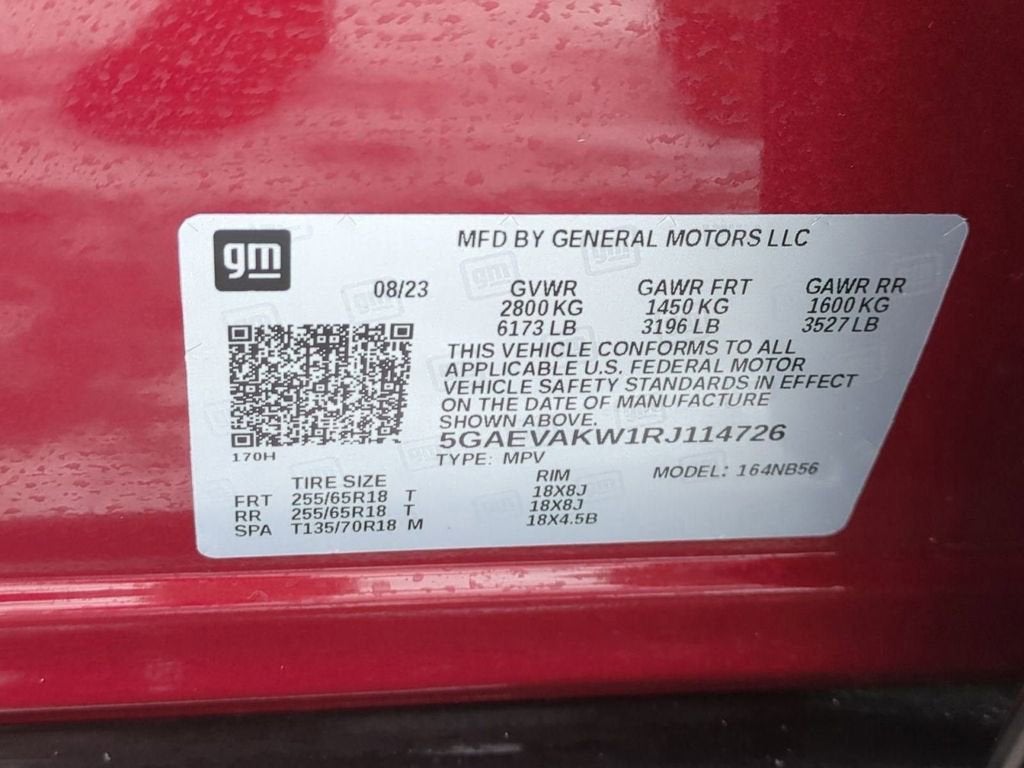 gm
MFD BY GENERAL MOTORS LLC
08/23 GVWR GAWR FRT GAWR RR
2800 KG 1450 KG 1600 KG
6173 LB 3196 LB 3527 LB
THIS VEHICLE CONFORMS TO ALL
APPLICABLE U.S. FEDERAL MOTOR
VEHICLE SAFETY STANDARDS IN EFFECT
ON THE DATE OF MANUFACTURE
SHOWN ABOVE.
5GAEVAKW1RJ114726
170H
TYPE: MPV
MODEL: 164NB56
TIRE SIZE RIM
FRT 255/65R18 T 18X8J
RR 255/65R18 T 18X8J
SPA T135/70R18 M 18X4.5B